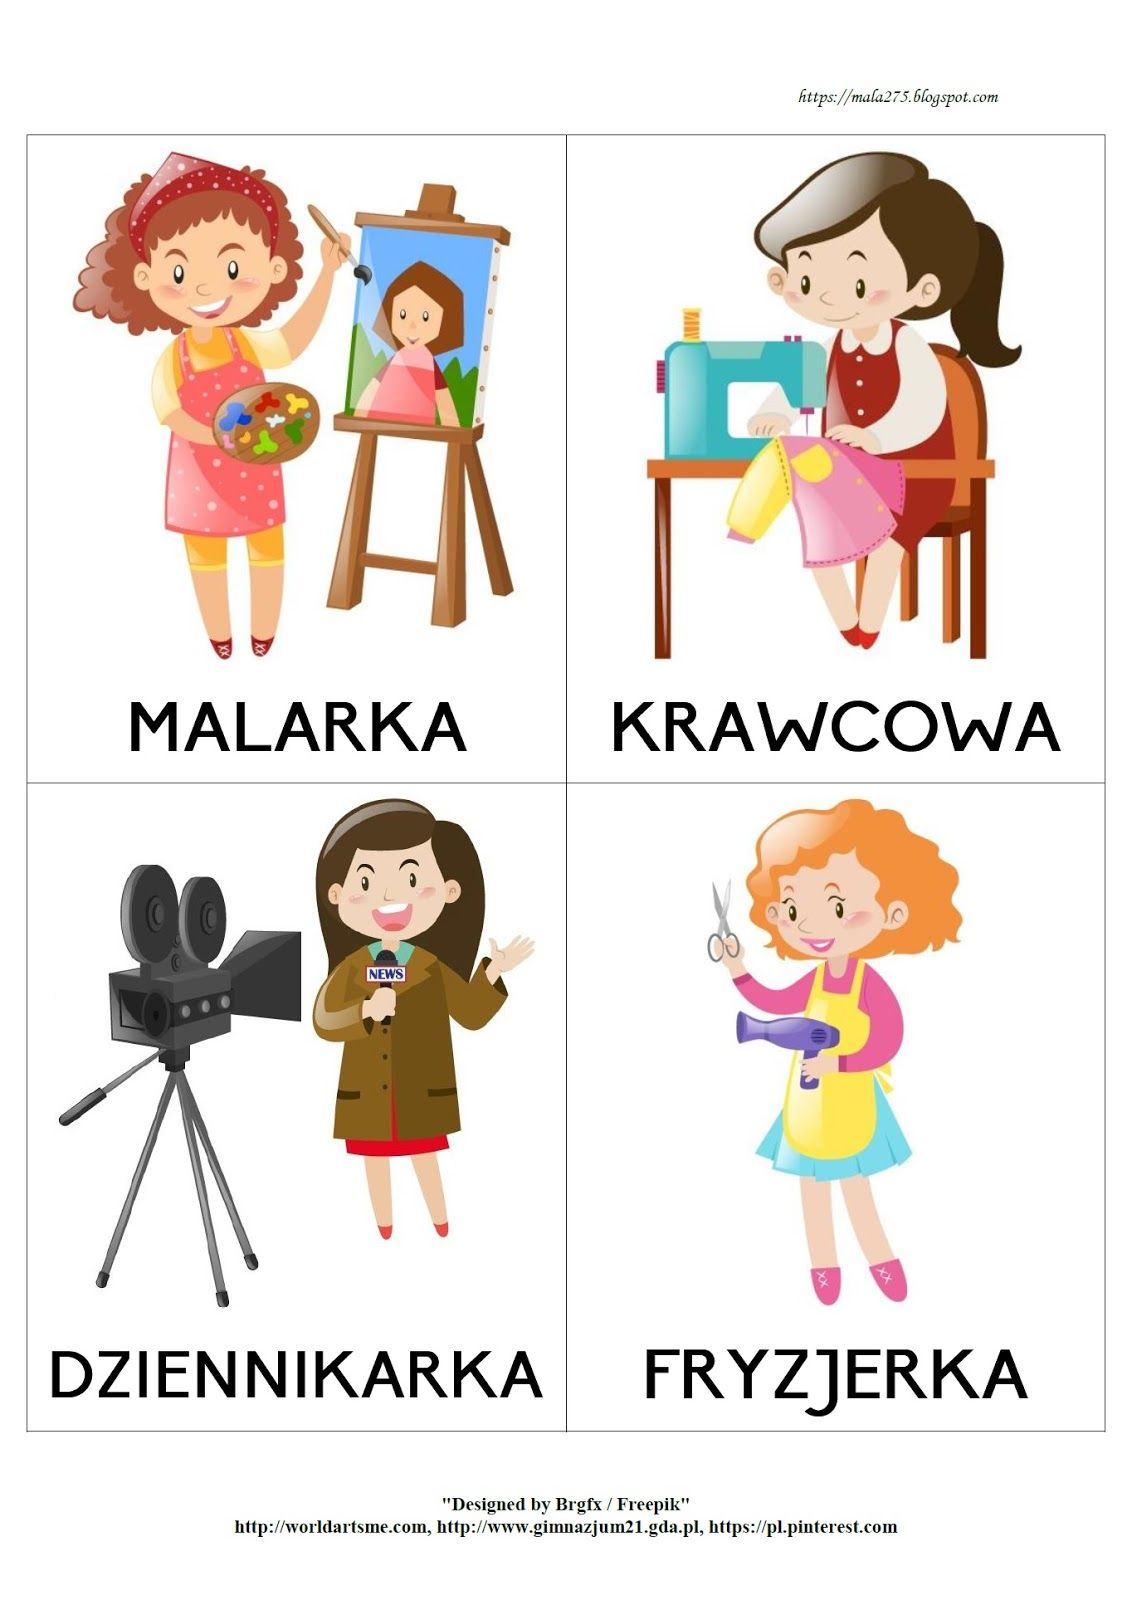 https://mala275.blogspot.com
MALARKA
KRAWCOWA
NEWS
DZIENNIKARKA
FRYZJERKA
"Designed by Brgfx / Freepik"
http://worldartsme.com, http://www.gimnazjum21.gda.pl, https://pl.pinterest.com